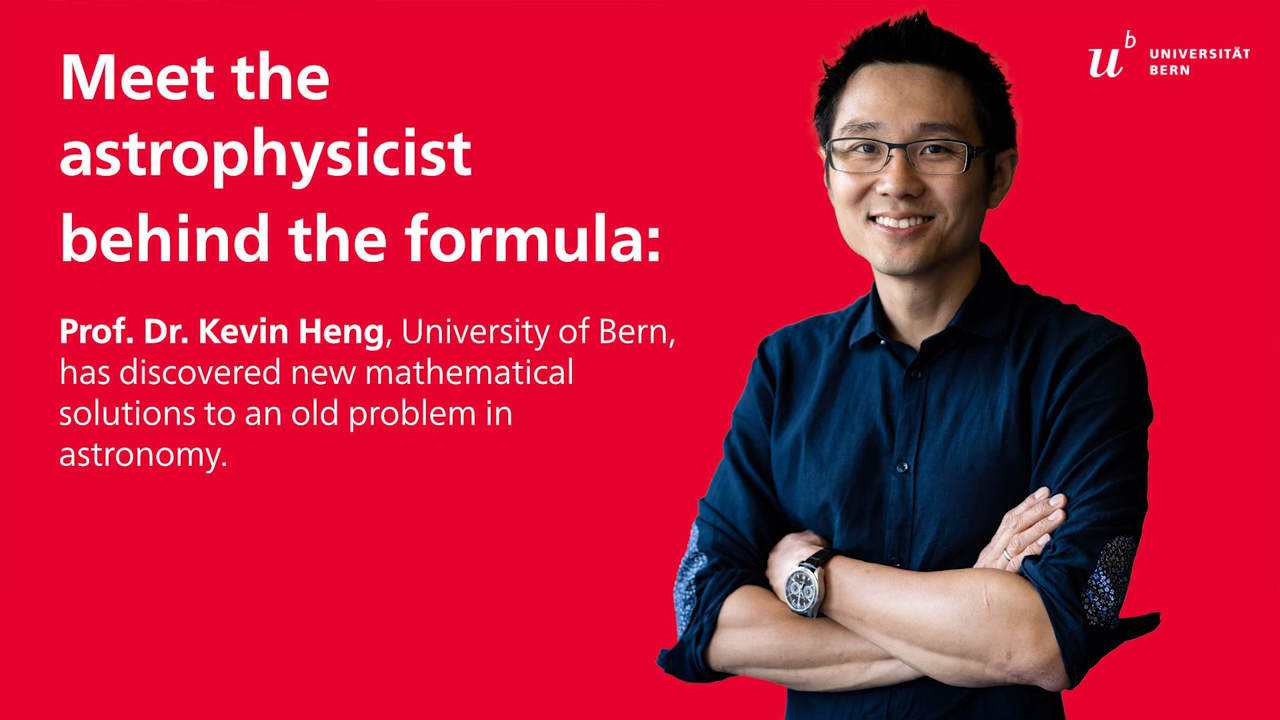 Meet the
astrophysicist
behind the formula:
Prof. Dr. Kevin Heng, University of Bern,
has discovered new mathematical
solutions to an old problem in
astronomy.
u b
UNIVERSITÄT
BERN